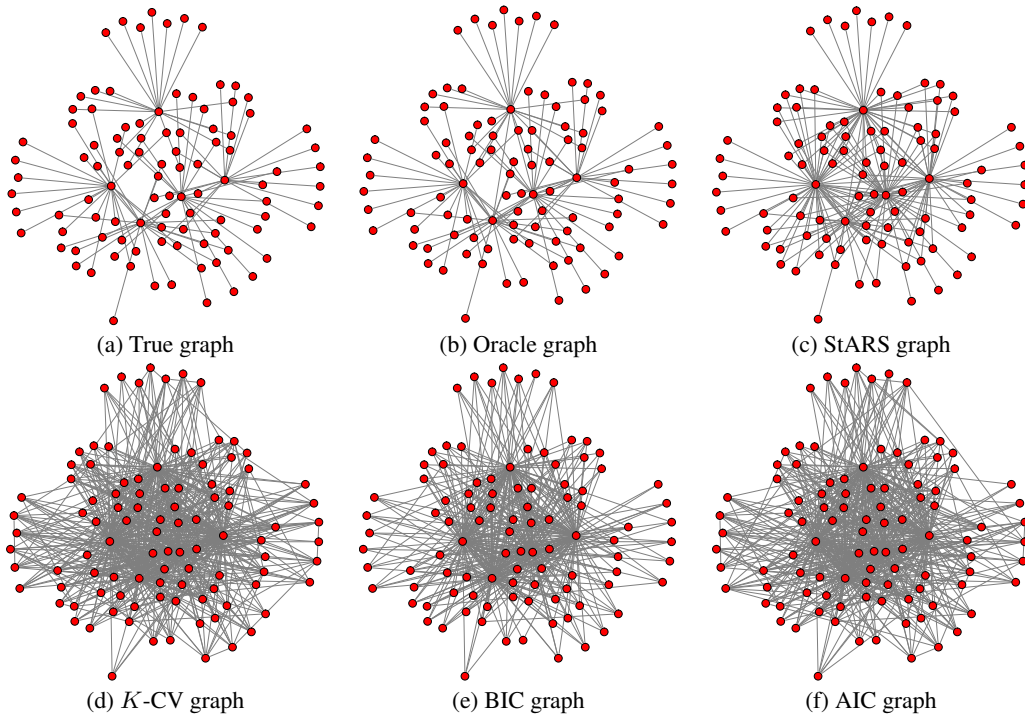 (a) True graph
(b) Oracle graph
(c) StARS graph
(d) K-CV graph
(e) BIC graph
(f) AIC graph